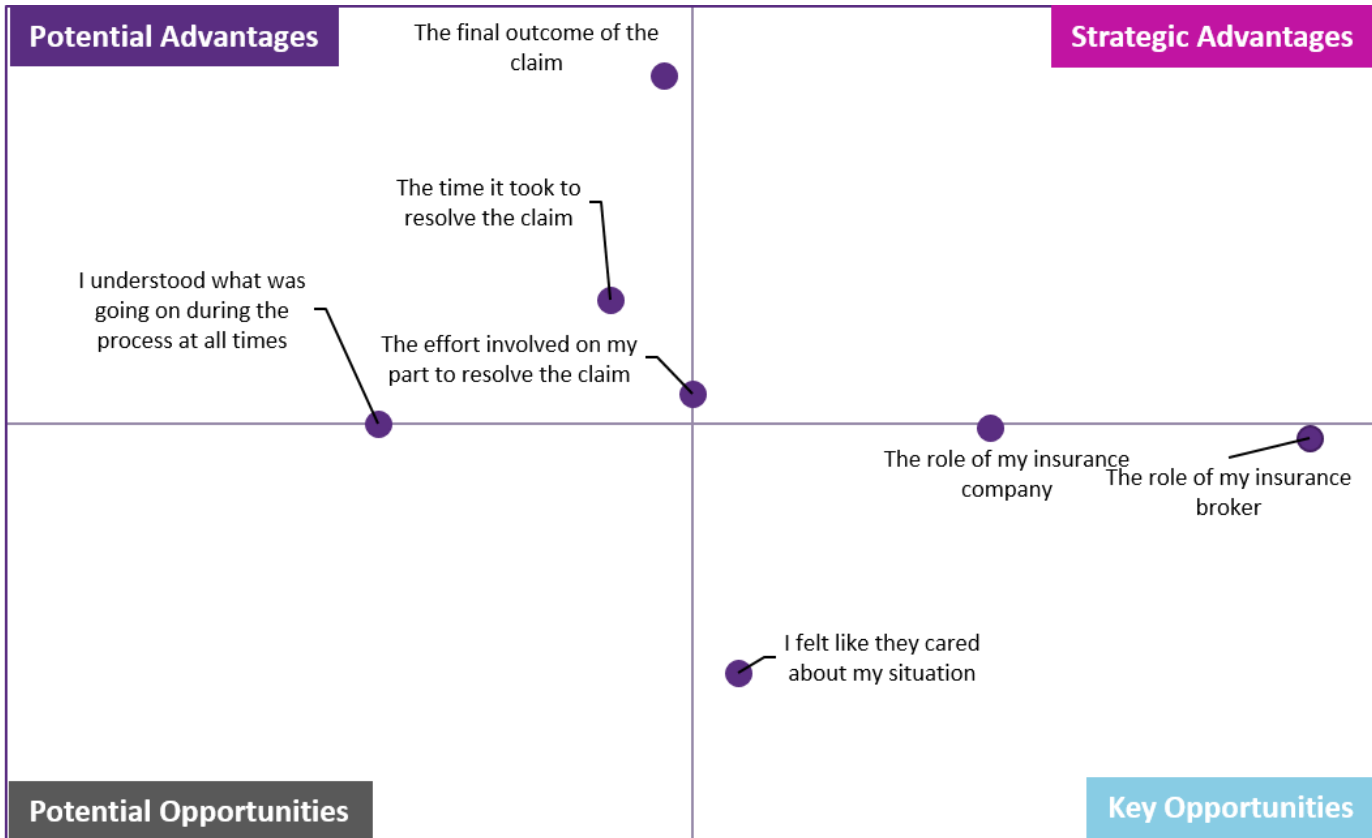 Potential Advantages
The final outcome of the
claim
Strategic Advantages
The time it took to
resolve the claim
I understood what was
going on during the
process at all times
The effort involved on my
part to resolve the claim
The role of my insurance
company
The role of my insurance
broker
I felt like they cared
about my situation
Potential Opportunities
Key Opportunities